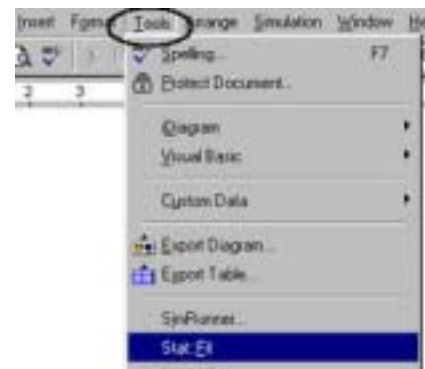 Insert Format Tools Arrange Simulation Window
2 3
Spelling... F7
Protect Document...
Diagram
Visual Basic
Custom Data
Export Diagram...
Export Table...
SimRunner...
Stat::Fit